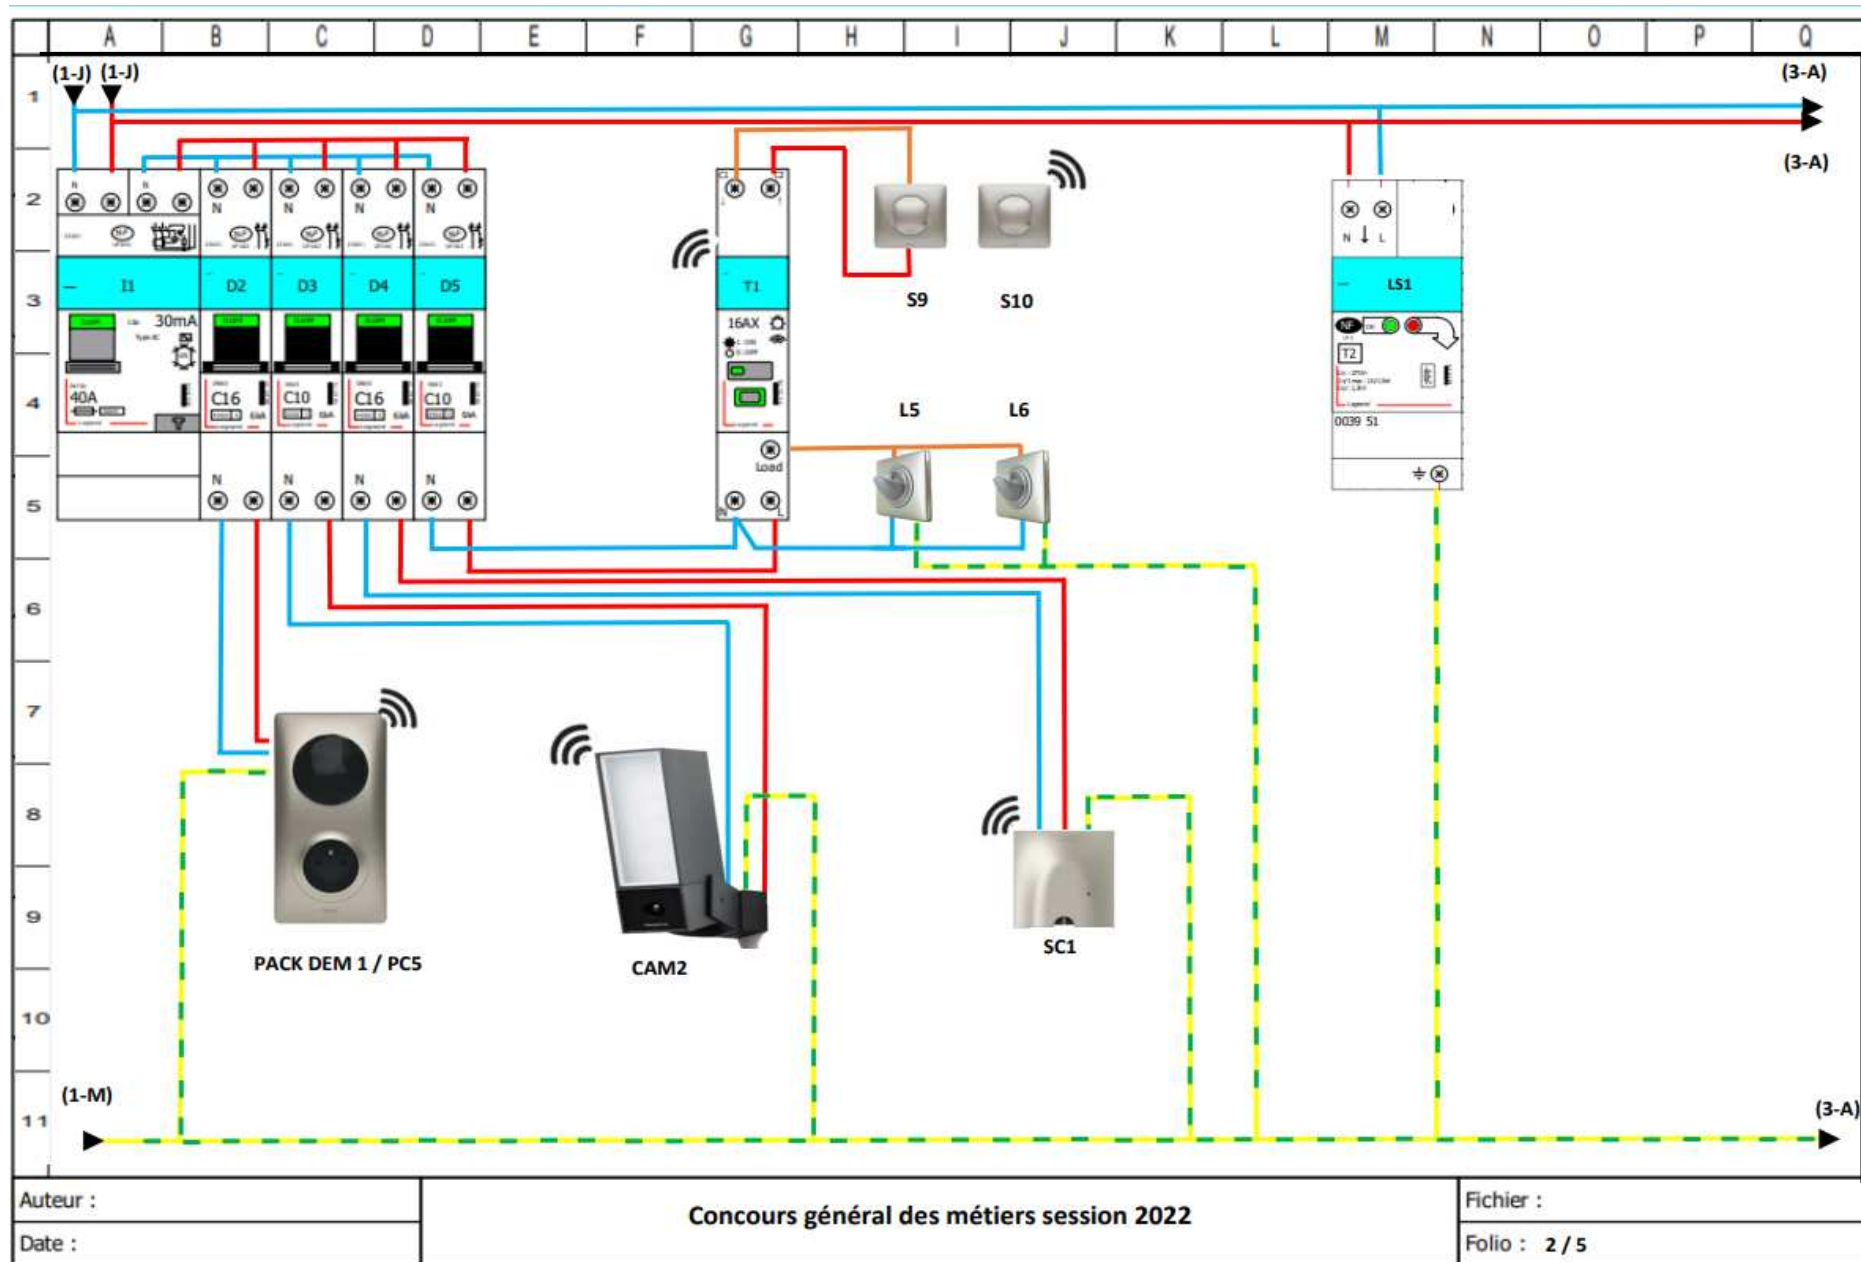 A B C D E F G H I J K L M N O P Q
(1-J) (1-J) (3-A)
1
(3-A)
2
N N N N N N
N ↓ L
3
I1 D2 D3 D4 D5 T1 LS1
S9 S10
30mA
16AX
NF
T2
4
40A C16 C10 C16 C10
L5 L6
0039 51
Load
5
N N N N N L
6
7
8
9
SC1
PACK DEM 1 / PC5 CAM2
10
(1-M) (3-A)
11
Auteur :
Date :
Concours général des métiers session 2022
Fichier :
Folio : 2 / 5